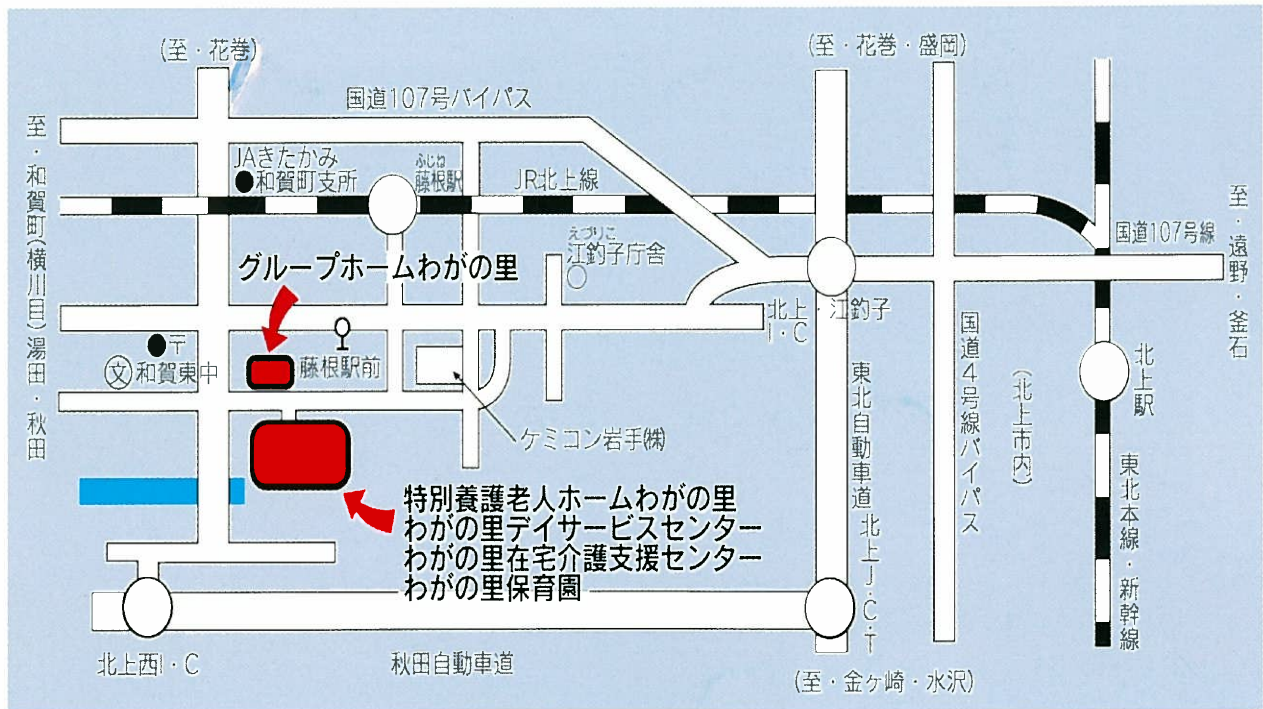 (至・花巻)
(至・花巻・盛岡)
国道107号バイパス
至・和賀町(横川目)湯田・秋田
JAきたかみ
和賀町支所
ふじね
藤根駅
JR北上線
えづりこ
江釣子庁舎
国道107号線
至・遠野・釜石
グループホームわがの里
北上・江釣子
I・C
〒
文
和賀東中
藤根駅前
北上駅
国道4号線バイパス
(北上市内)
東北自動車道
ケミコン岩手㈱
東北本線・新幹線
特別養護老人ホームわがの里
わがの里デイサービスセンター
わがの里在宅介護支援センター
わがの里保育園
北上J・C・T
北上西I・C
秋田自動車道
(至・金ヶ崎・水沢)